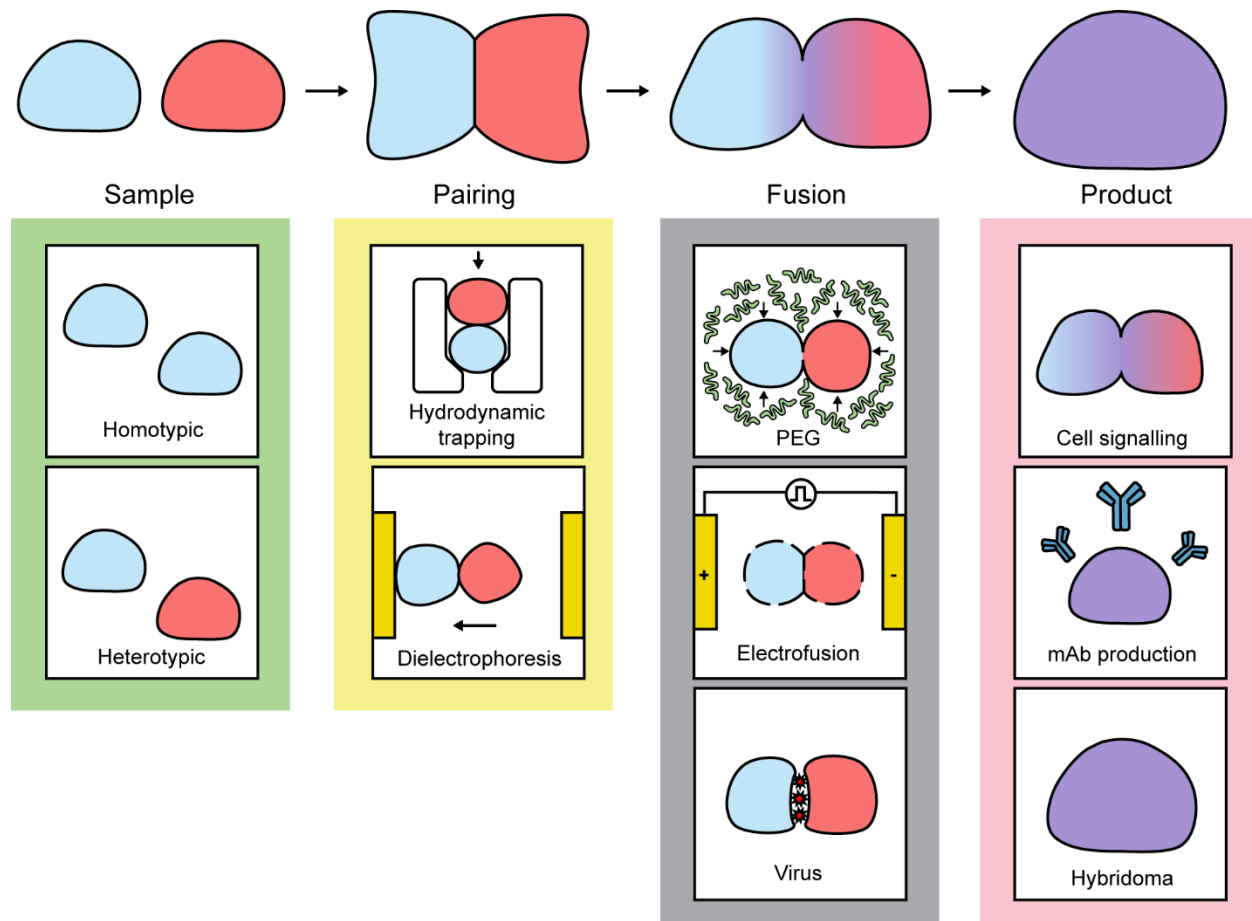 Sample
Pairing
Fusion
Product
Homotypic
Heterotypic
Hydrodynamic
trapping
Dielectrophoresis
PEG
+
-
Electrofusion
Virus
Cell signalling
mAb production
Hybridoma